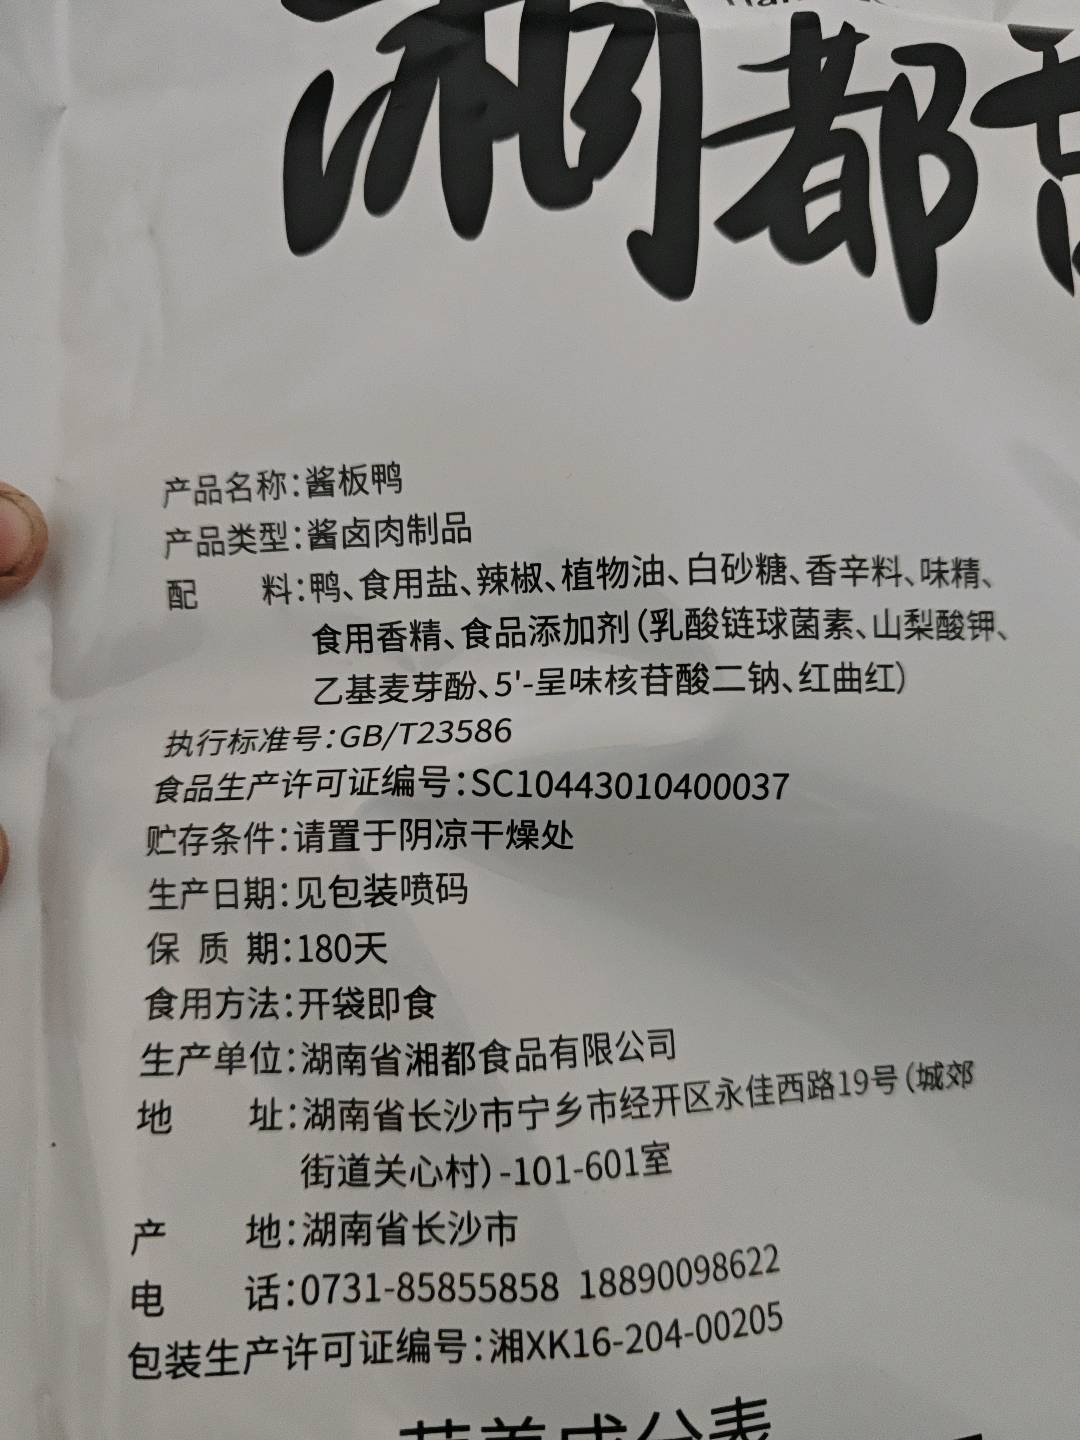 湘都
产品名称：酱板鸭
产品类型：酱卤肉制品
配 料：鸭、食用盐、辣椒、植物油、白砂糖、香辛料、味精、
食用香精、食品添加剂（乳酸链球菌素、山梨酸钾、
乙基麦芽酚、5'-呈味核苷酸二钠、红曲红）
执行标准号：GB/T23586
食品生产许可证编号：SC10443010400037
贮存条件：请置于阴凉干燥处
生产日期：见包装喷码
保 质 期：180天
食用方法：开袋即食
生产单位：湖南省湘都食品有限公司
地 址：湖南省长沙市宁乡市经开区永佳西路19号（城郊
街道关心村）-101-601室
产 地：湖南省长沙市
电 话：0731-85855858 18890098622
包装生产许可证编号：湘XK16-204-00205
营养成分表